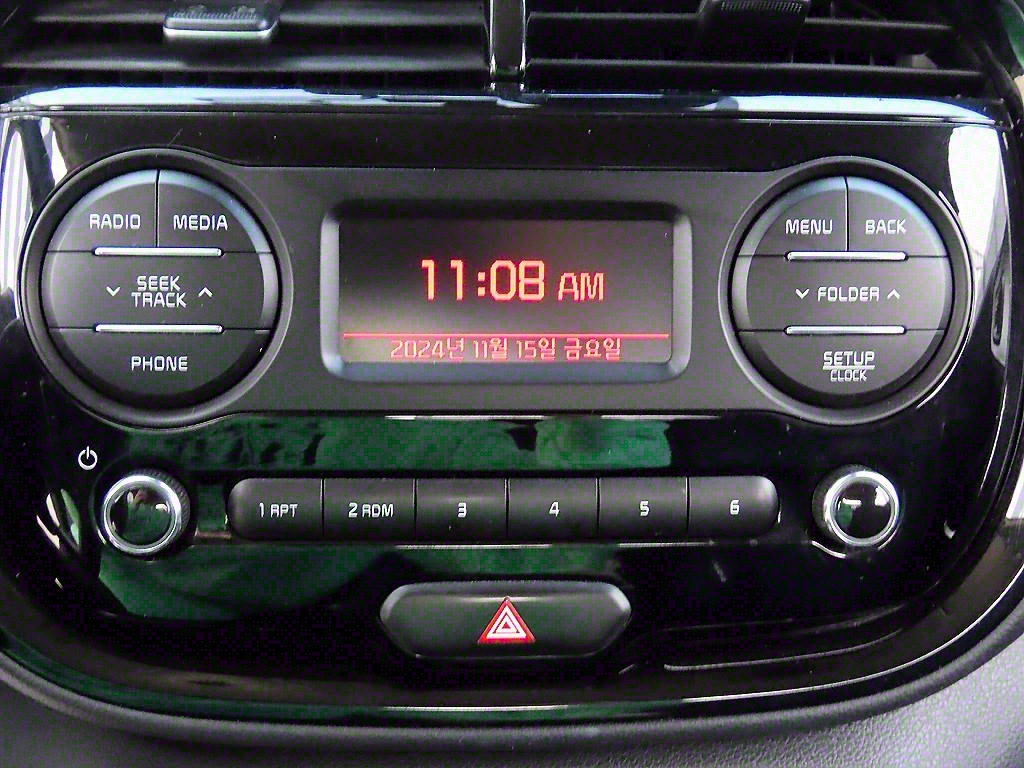 RADIO
MEDIA
SEEK
TRACK
PHONE
11:08 AM
2024년 11월 15일 금요일
MENU
BACK
FOLDER
SETUP
CLOCK
1 RPT
2 RDM
3
4
5
6